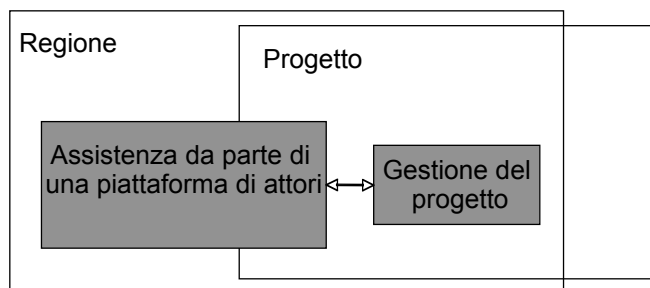 Regione
Progetto
Assistenza da parte di
una piattaforma di attori
Gestione del
progetto